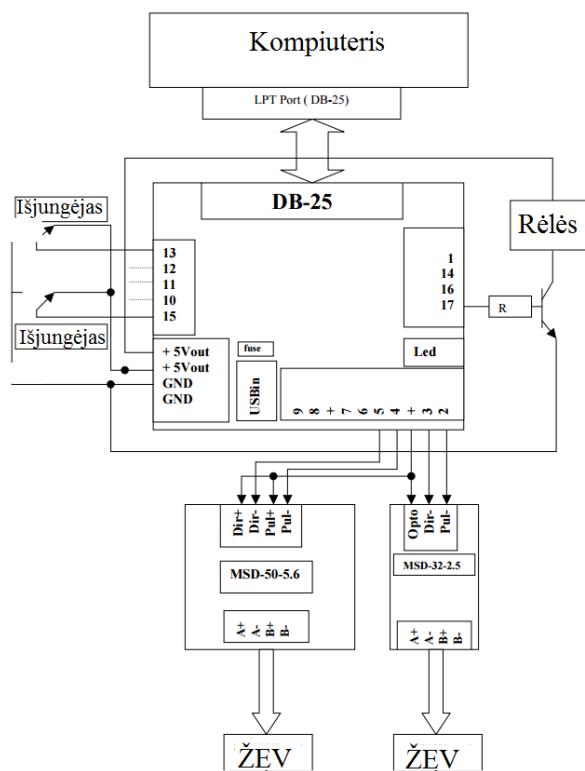 Kompiuteris
LPT Port ( DB-25)
DB-25
Išjungėjas
Išjungėjas
Rėlės
13
12
11
10
15
1
14
16
17
R
+ 5Vout
+ 5Vout
GND
GND
fuse
USBin
Led
9 8 + 7 6 5 4 + 3 2
Dir+ Dir- Pul+ Pul-
MSD-50-5.6
A+ A- B+ B-
Opto Dir- Pul-
MSD-32-2.5
A+ A- B+ B-
ŽEV
ŽEV